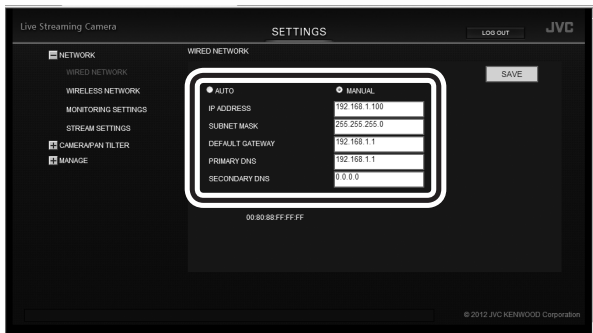 Live Streaming Camera
SETTINGS
LOG OUT
JVC
NETWORK
WIRED NETWORK
WIRELESS NETWORK
MONITORING SETTINGS
STREAM SETTINGS
CAMERA/PAN TILTER
MANAGE
WIRED NETWORK
SAVE
AUTO MANUAL
IP ADDRESS 192.168.1.100
SUBNET MASK 255.255.255.0
DEFAULT GATEWAY 192.168.1.1
PRIMARY DNS 192.168.1.1
SECONDARY DNS 0.0.0.0
00:80:88:FF:FF:FF
© 2012 JVC KENWOOD Corporation